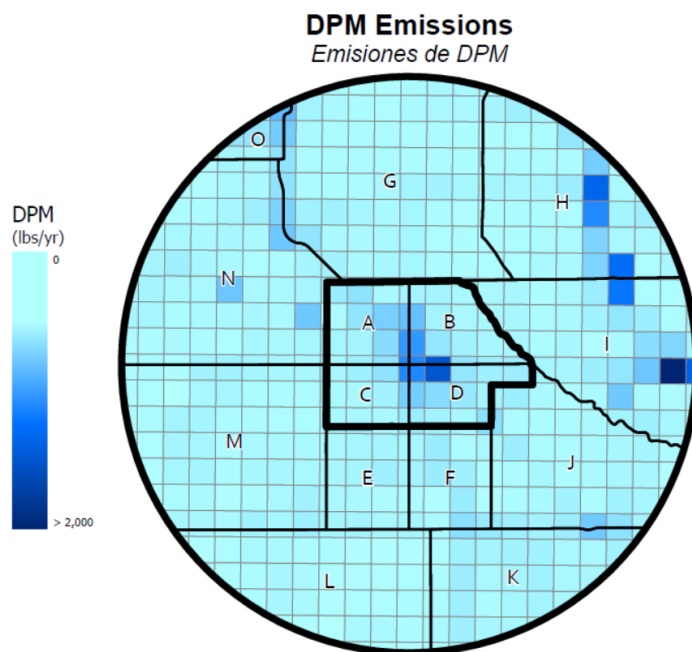 DPM Emissions
Emisiones de DPM
DPM
(lbs/yr)
0
> 2,000
O
G
H
N
A
B
I
C
D
M
J
E
F
L
K